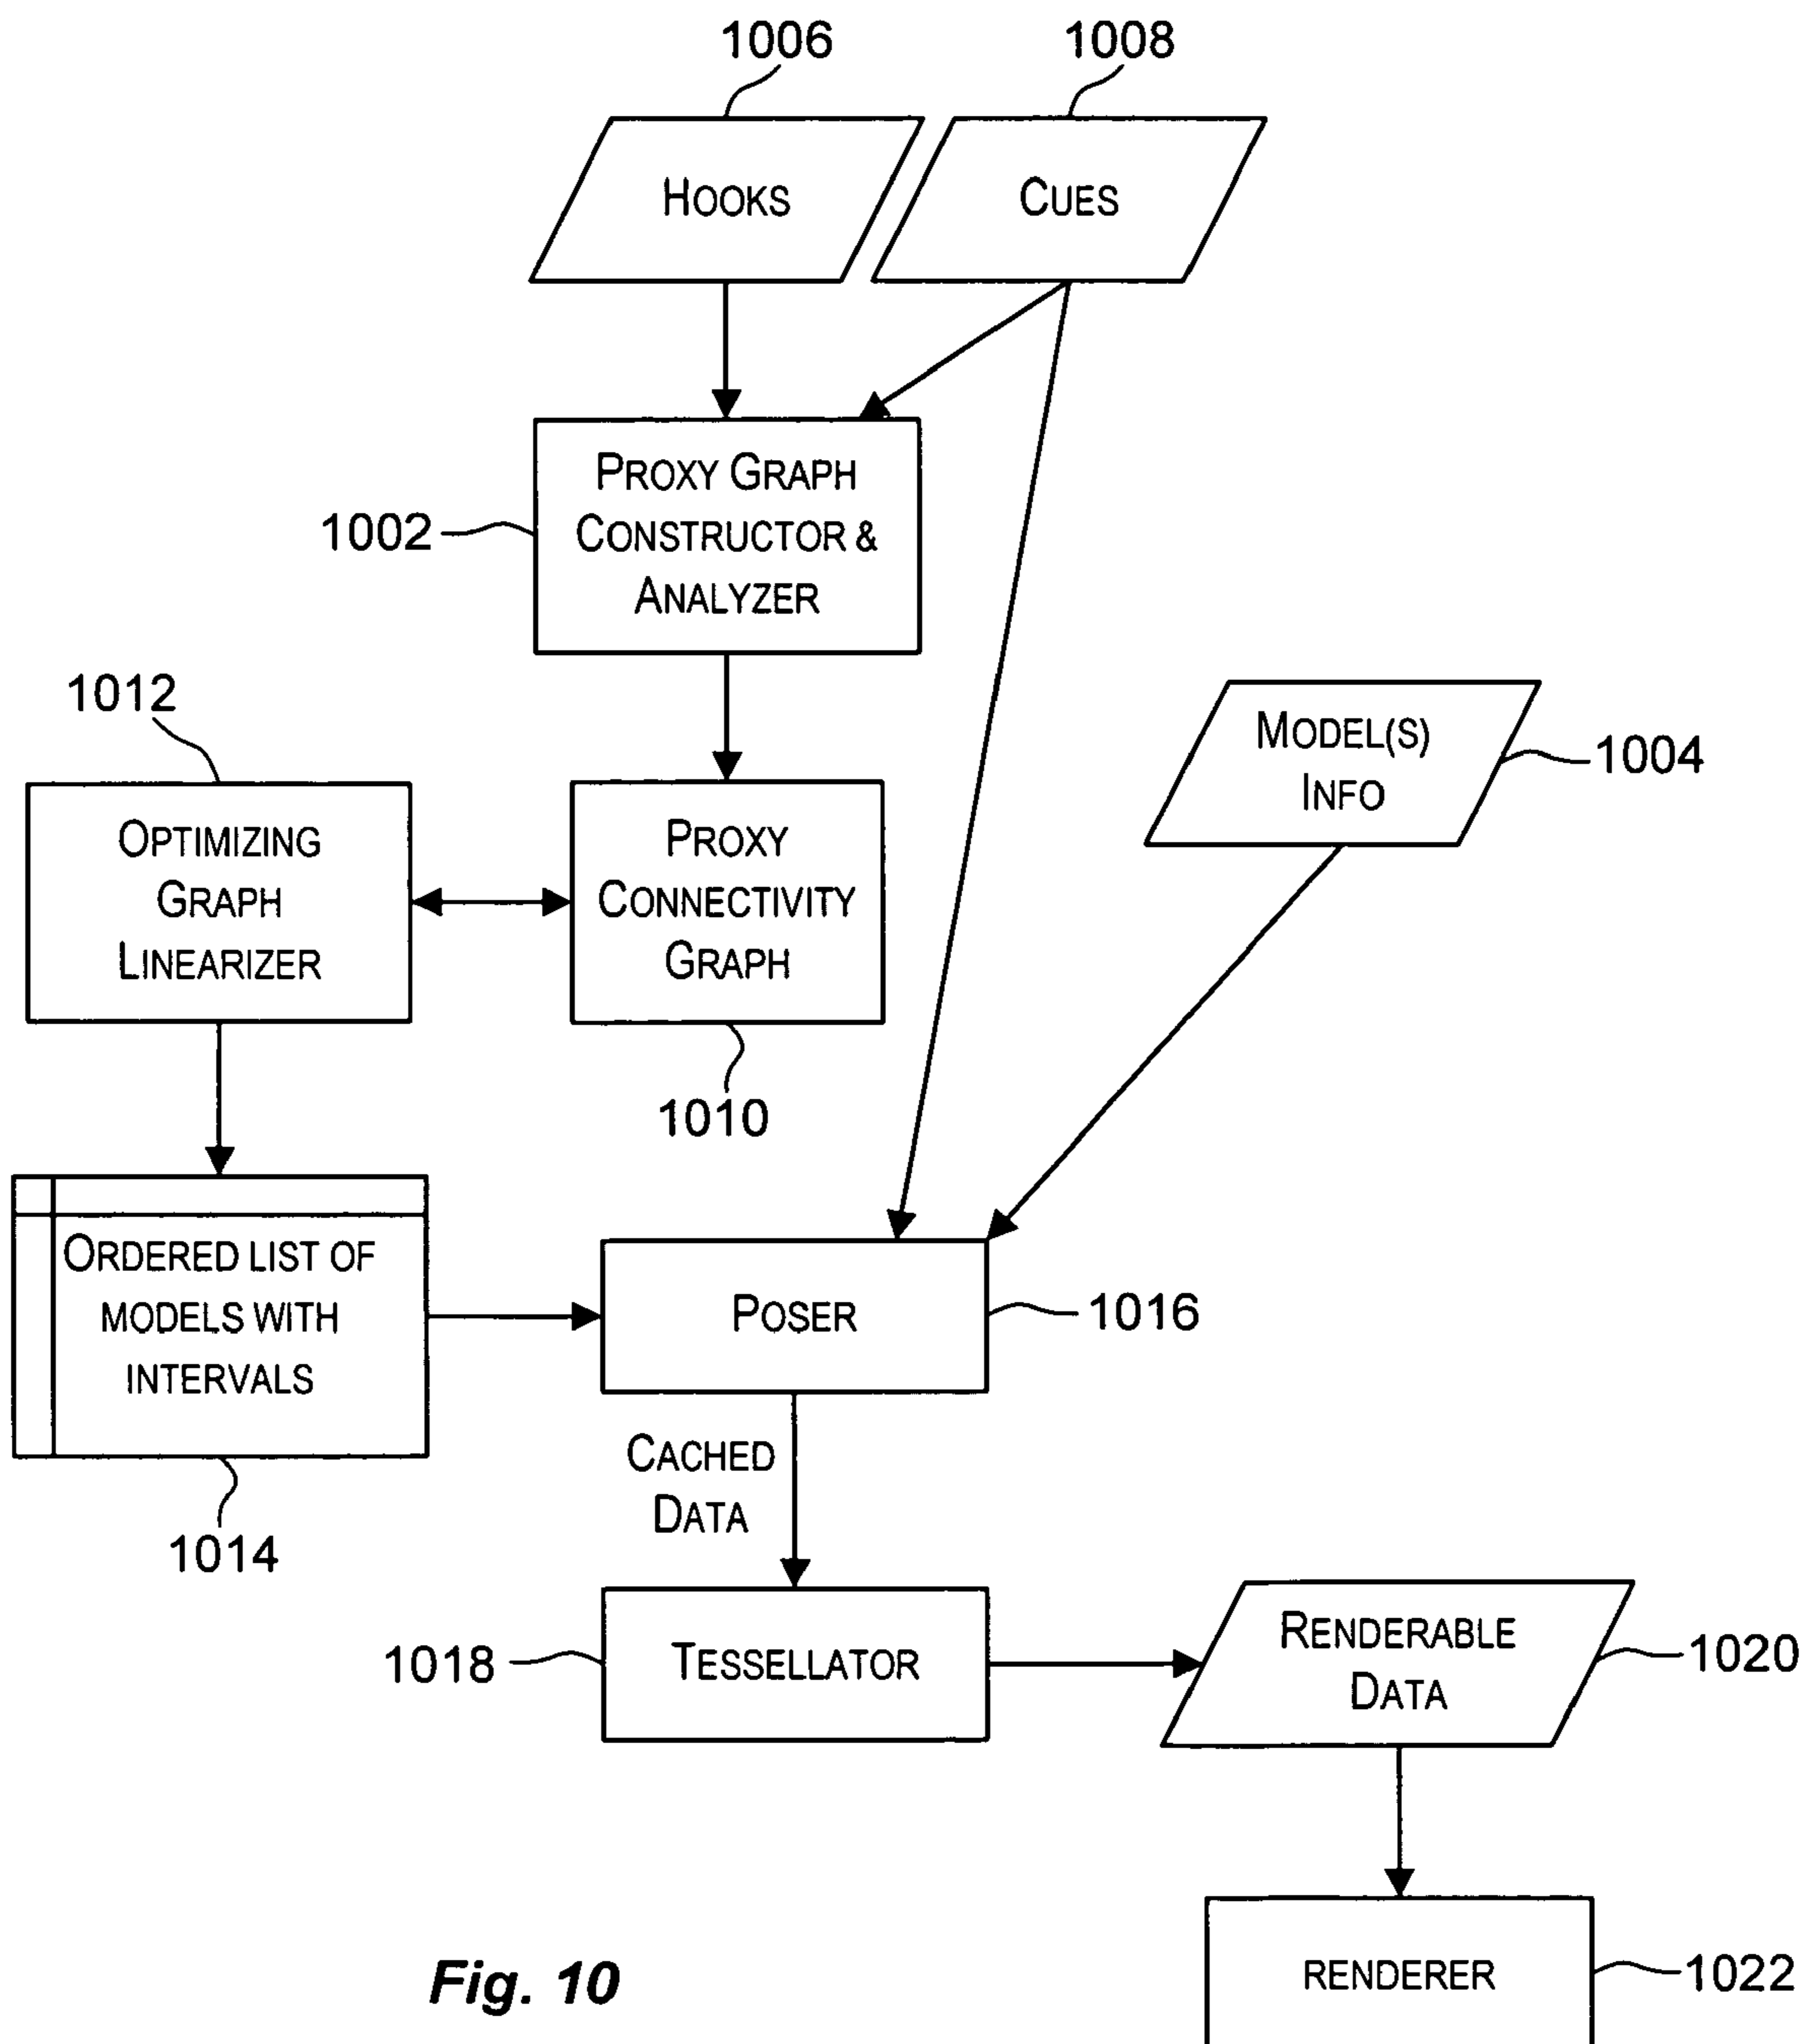 1006
1008
HOOKS
CUES
PROXY GRAPH
CONSTRUCTOR &
ANALYZER
1002
1012
MODEL(S)
INFO
1004
OPTIMIZING
GRAPH
LINEARIZER
PROXY
CONNECTIVITY
GRAPH
1010
ORDERED LIST OF
MODELS WITH
INTERVALS
POSER
1016
CACHED
DATA
1014
1018
TESSELLATOR
RENDERABLE
DATA
1020
Fig. 10
RENDERER
1022